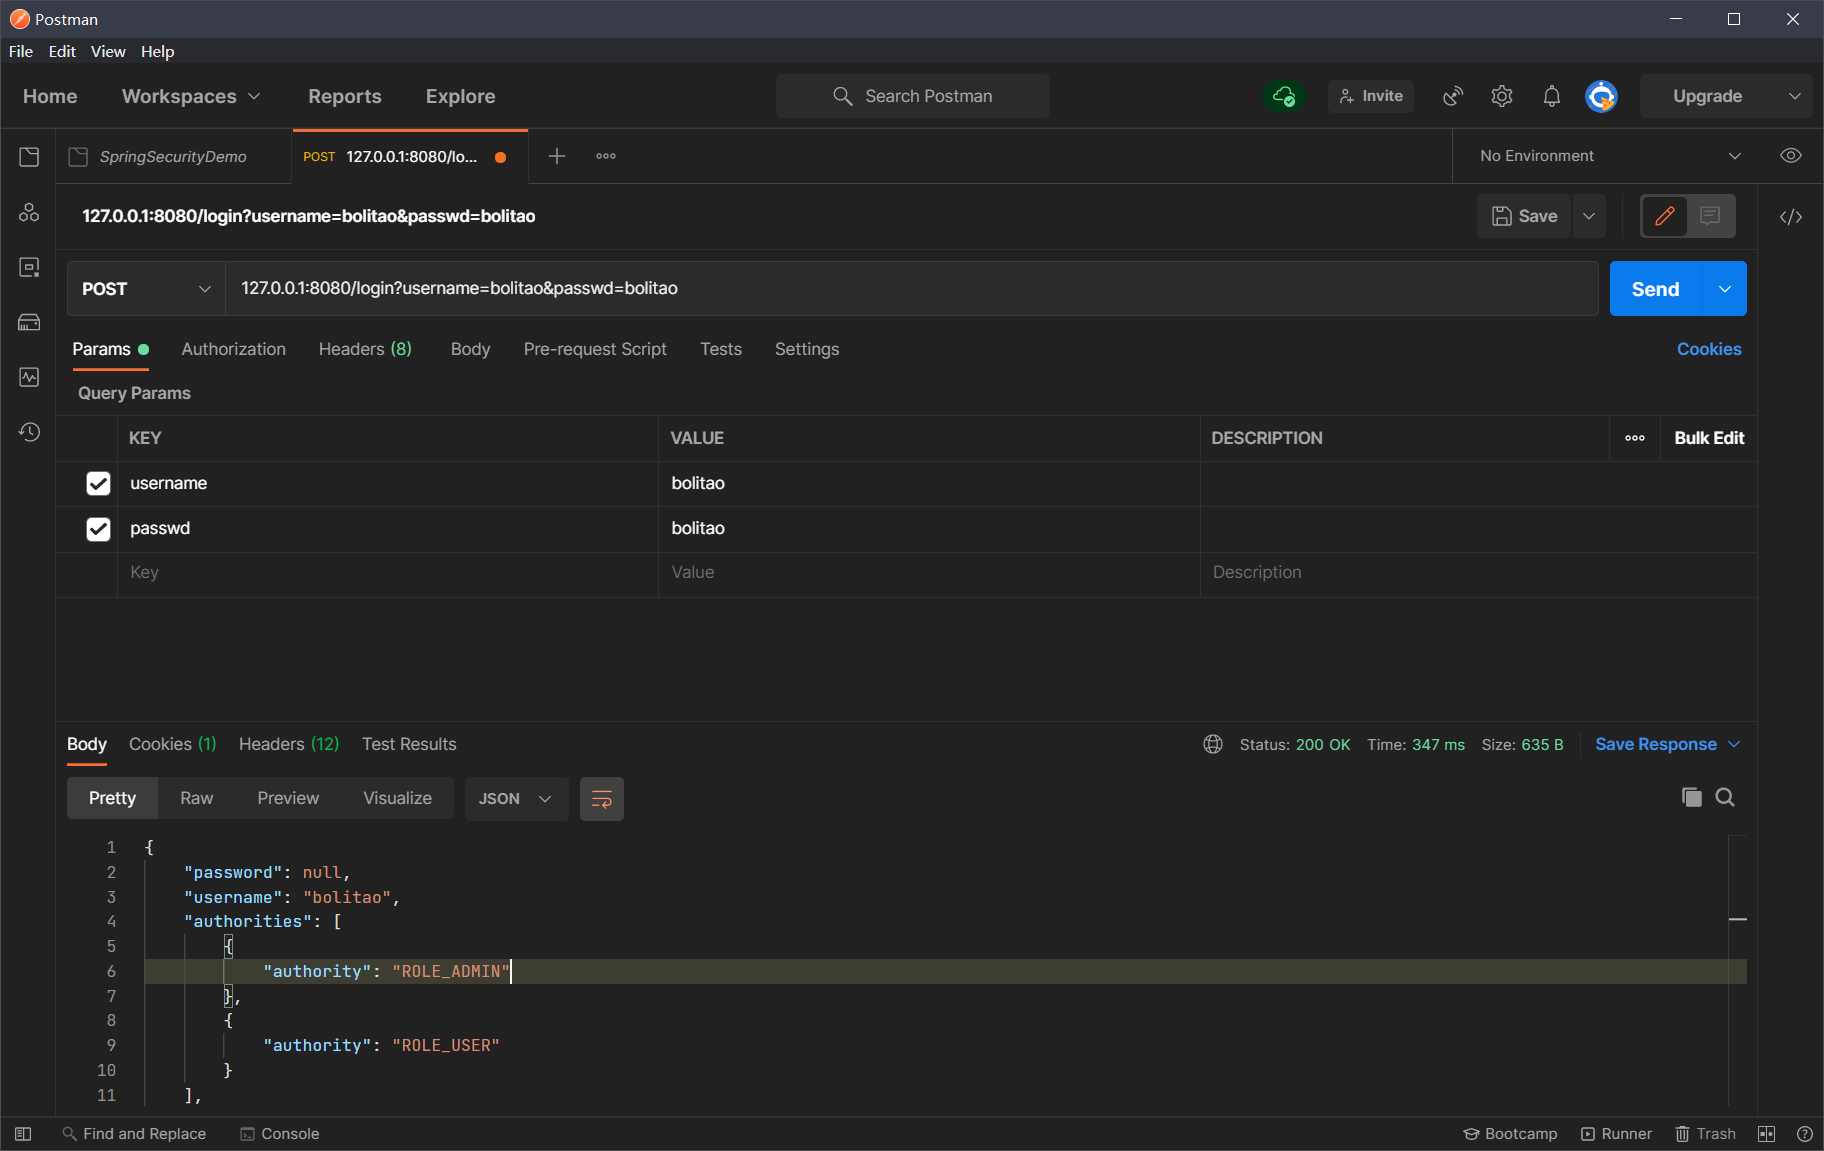 Postman
File Edit View Help
Home Workspaces Reports Explore Search Postman Invite Upgrade
SpringSecurityDemo POST 127.0.0.1:8080/lo... No Environment
127.0.0.1:8080/login?username=bolitao&passwd=bolitao Save
POST 127.0.0.1:8080/login?username=bolitao&passwd=bolitao Send
Params Authorization Headers (8) Body Pre-request Script Tests Settings Cookies
Query Params
KEY VALUE DESCRIPTION Bulk Edit
username bolitao
passwd bolitao
Key Value Description
Body Cookies (1) Headers (12) Test Results Status: 200 OK Time: 347 ms Size: 635 B Save Response
Pretty Raw Preview Visualize JSON
1 {
2 "password": null,
3 "username": "bolitao",
4 "authorities": [
5 {
6 "authority": "ROLE_ADMIN"
7 },
8 {
9 "authority": "ROLE_USER"
10 }
11 ],
Find and Replace Console Bootcamp Runner Trash